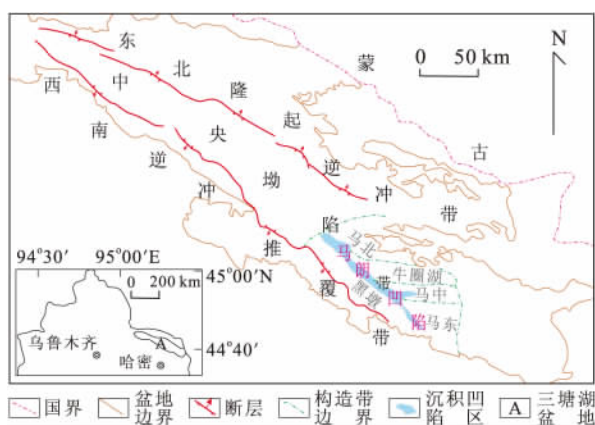 东北隆起逆冲带
中央坳陷带
西南逆冲推覆带
蒙古
0 50 km
N
马朗凹陷
马北
牛圈湖
马中
黑墩
马东
94°30′ 95°00′E
0 200 km
45°00′N
44°40′
乌鲁木齐
哈密
A
国界
盆地边界
断层
构造带边界
沉积凹陷区
A 三塘湖盆地